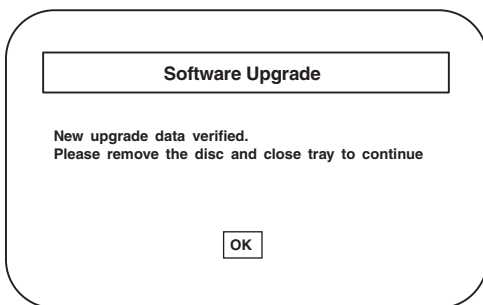 Software Upgrade
New upgrade data verified.
Please remove the disc and close tray to continue
OK